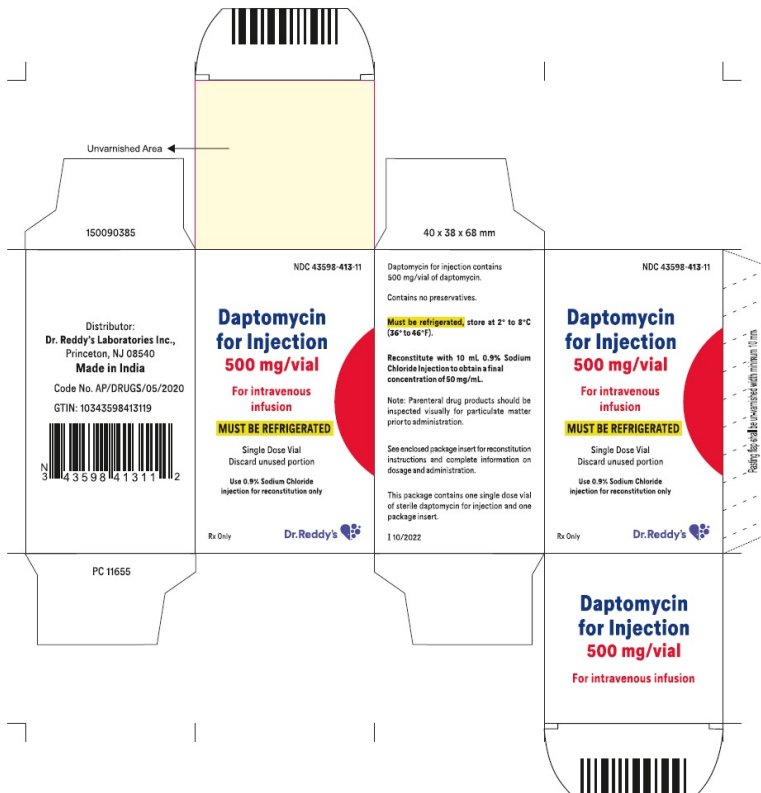 Unvarnished Area
150090385
40 x 38 x 68 mm
Distributor:
Dr. Reddy's Laboratories Inc.,
Princeton, NJ 08540
Made in India
Code No. AP/DRUGS/05/2020
GTIN: 10343598413119
N
3 43598 41311 2
PC 11655
NDC 43598-413-11
Daptomycin
for Injection
500 mg/vial
For intravenous
infusion
MUST BE REFRIGERATED
Single Dose Vial
Discard unused portion
Use 0.9% Sodium Chloride
injection for reconstitution only
Rx Only
Dr.Reddy's
Daptomycin for injection contains
500 mg/vial of daptomycin.
Contains no preservatives.
Must be refrigerated, store at 2° to 8°C
(36° to 46°F).
Reconstitute with 10 mL 0.9% Sodium
Chloride Injection to obtain a final
concentration of 50 mg/mL.
Note: Parenteral drug products should be
inspected visually for particulate matter
prior to administration.
See enclosed package insert for reconstitution
instructions and complete information on
dosage and administration.
This package contains one single dose vial
of sterile daptomycin for injection and one
package insert.
I 10/2022
NDC 43598-413-11
Daptomycin
for Injection
500 mg/vial
For intravenous
infusion
MUST BE REFRIGERATED
Single Dose Vial
Discard unused portion
Use 0.9% Sodium Chloride
injection for reconstitution only
Rx Only
Dr.Reddy's
Pasting flap shall be unvarnished width minimum 10 mm
Daptomycin
for Injection
500 mg/vial
For intravenous infusion